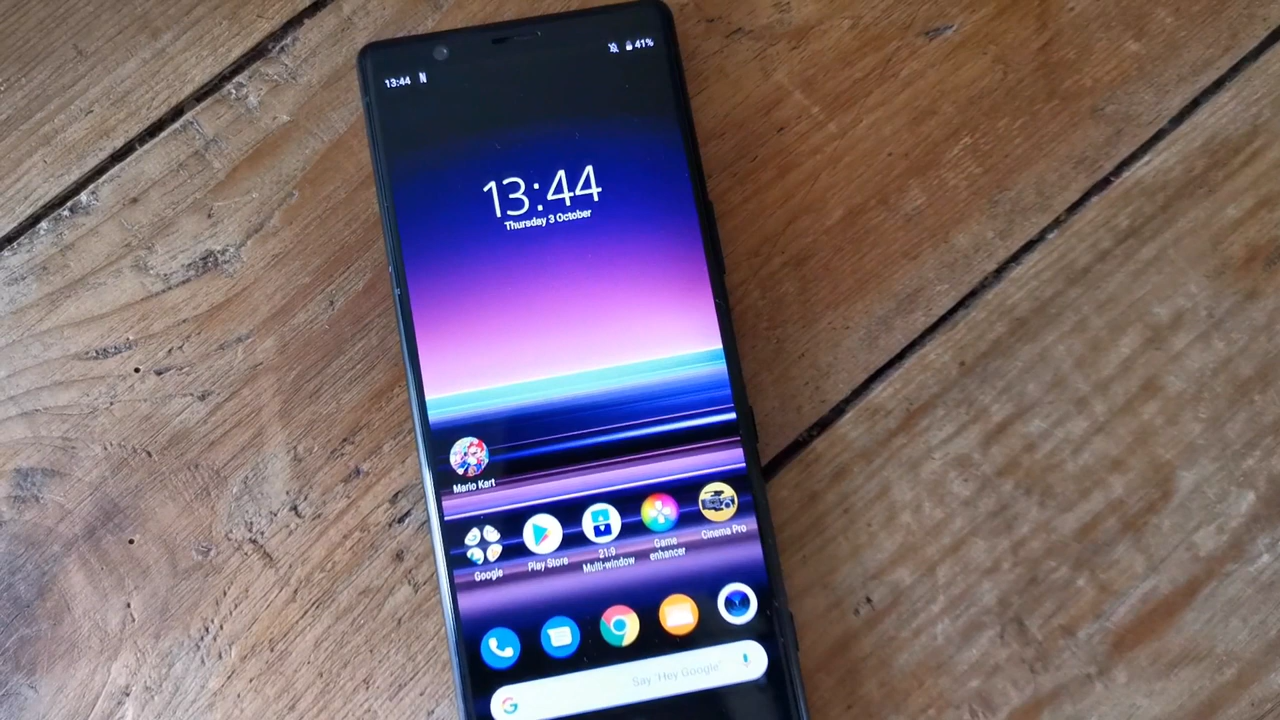 13:44 N
41%
13:44
Thursday 3 October
Mario Kart
Google
Play Store
21:9
Multi-window
Game
enhancer
Cinema Pro
Say "Hey Google"